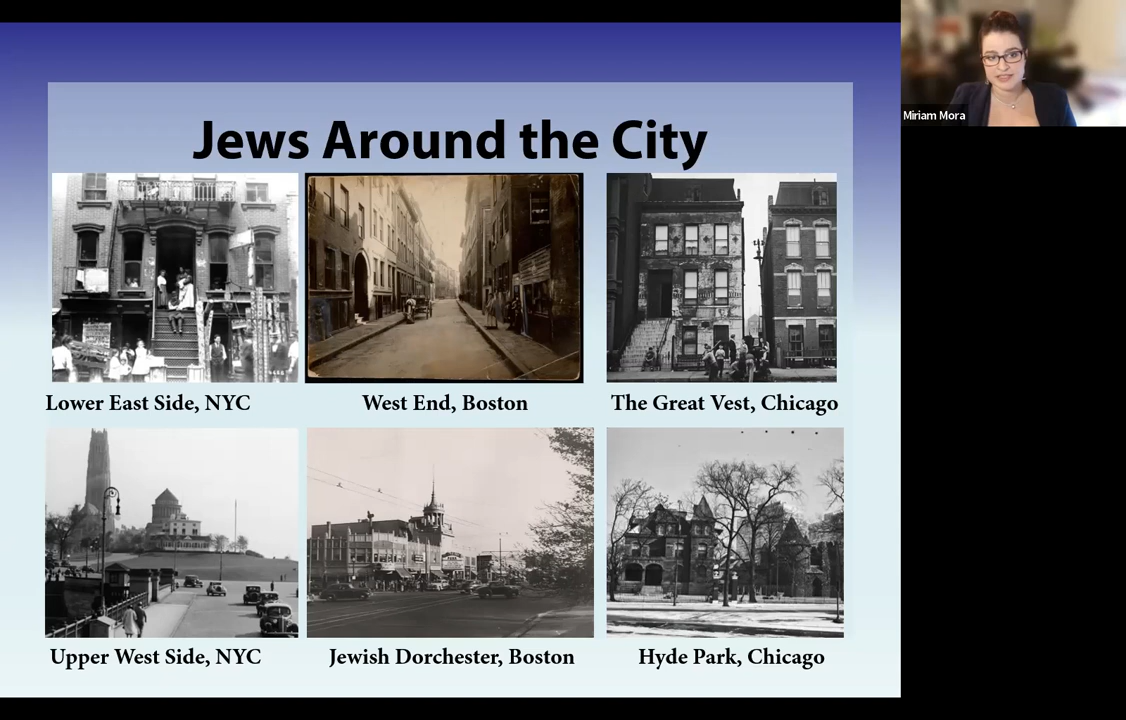 Jews Around the City
Miriam Mora
Lower East Side, NYC
West End, Boston
The Great Vest, Chicago
Upper West Side, NYC
Jewish Dorchester, Boston
Hyde Park, Chicago